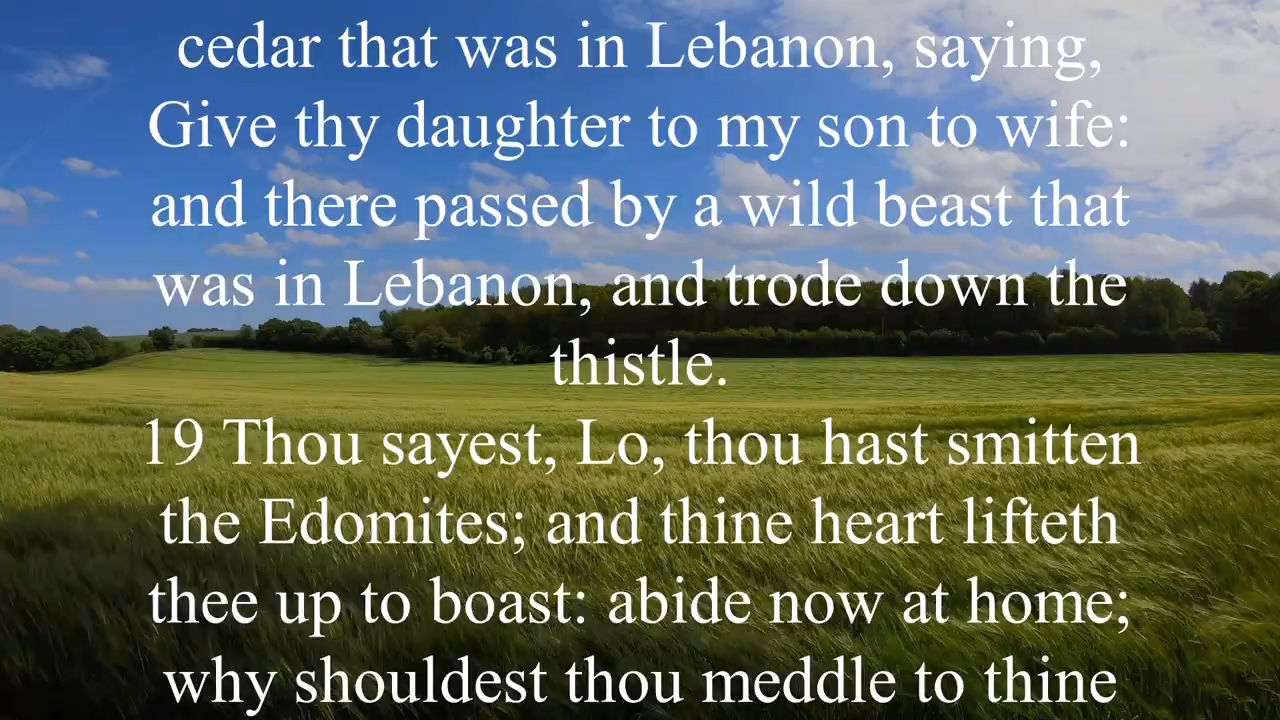 cedar that was in Lebanon, saying,
Give thy daughter to my son to wife:
and there passed by a wild beast that
was in Lebanon, and trode down the
thistle.
19 Thou sayest, Lo, thou hast smitten
the Edomites; and thine heart lifteth
thee up to boast: abide now at home;
why shouldest thou meddle to thine